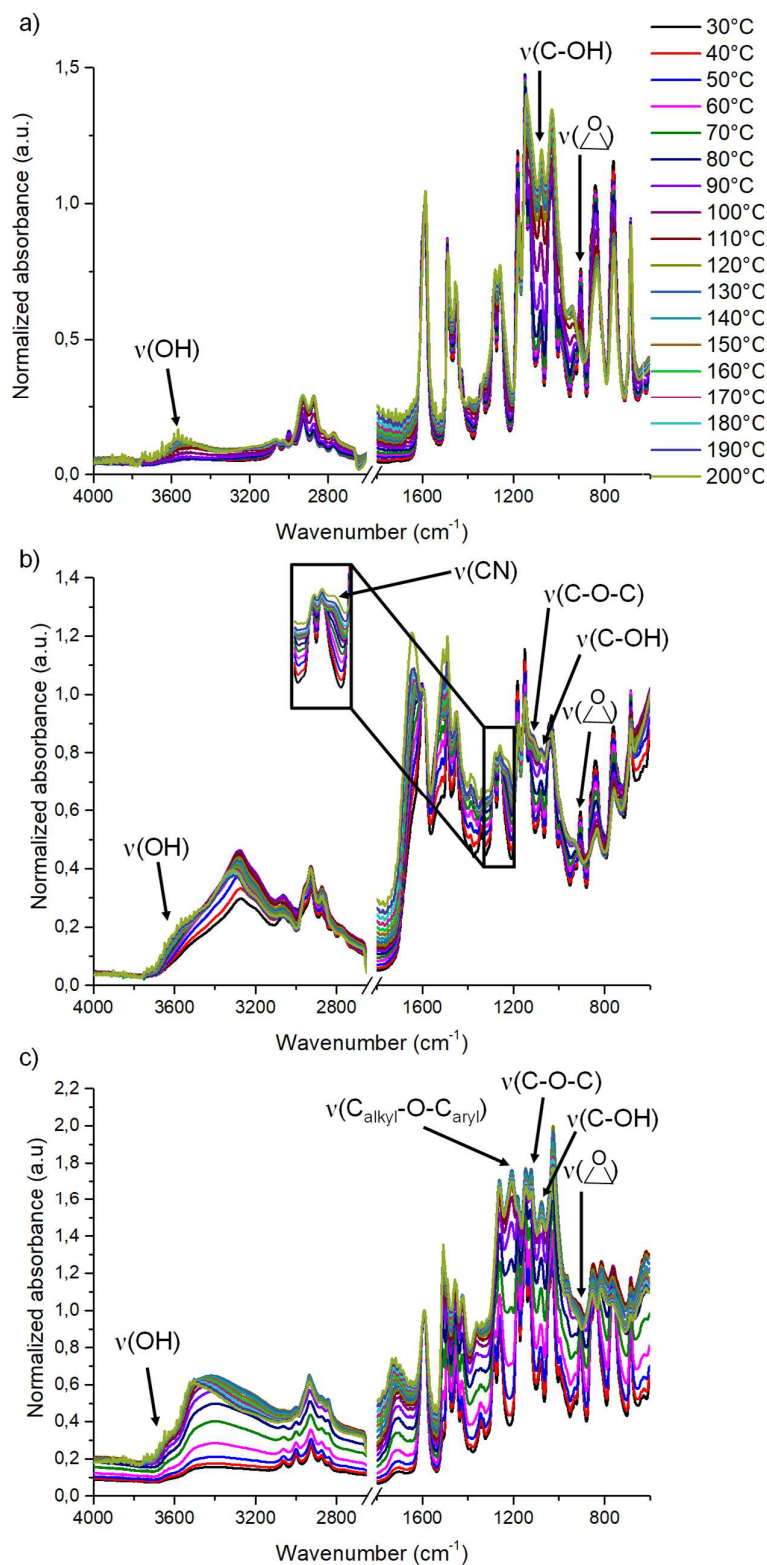 a)
ν(C-OH)
ν( O )
ν(OH)
Normalized absorbance (a.u.)
1,5
1,0
0,5
0,0
4000 3600 3200 2800 1600 1200 800
Wavenumber (cm-1)
30°C
40°C
50°C
60°C
70°C
80°C
90°C
100°C
110°C
120°C
130°C
140°C
150°C
160°C
170°C
180°C
190°C
200°C
b)
ν(CN)
ν(C-O-C)
ν(C-OH)
ν( O )
ν(OH)
Normalized absorbance (a.u.)
1,4
1,2
1,0
0,8
0,6
0,4
0,2
0,0
4000 3600 3200 2800 1600 1200 800
Wavenumber (cm-1)
c)
ν(C-O-C)
ν(Calkyl-O-Caryl)
ν(C-OH)
ν( O )
ν(OH)
Normalized absorbance (a.u)
2,2
2,0
1,8
1,6
1,4
1,2
1,0
0,8
0,6
0,4
0,2
0,0
4000 3600 3200 2800 1600 1200 800
Wavenumber (cm-1)